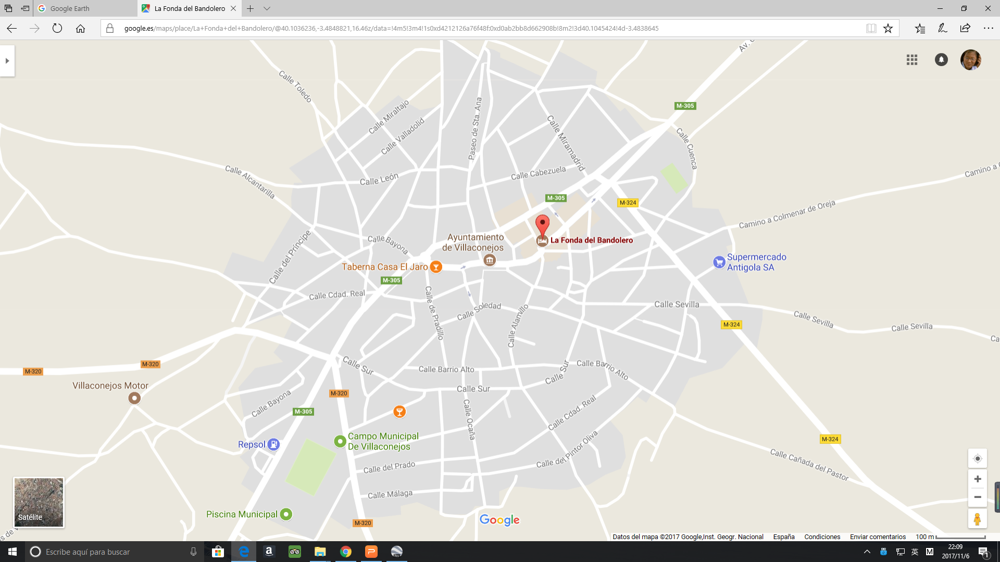 Google Earth
La Fonda del Bandolero
google.es/maps/place/La+Fonda+del+Bandolero/@40.1036236,-3.4848821,16.46z/data=!4m5!3m4!1s0xd4212126a76f48f:0xd0ab2bb8d662908b!8m2!3d40.1045424!4d-3.4838645
Calle Toledo
Calle Miraltajo
Calle Valladolid
Paseo de Sta. Ana
Calle Miramadrid
M-305
Calle Cuenca
Camino a
Calle Alcantarilla
Calle León
Calle Cabezuela
M-305
M-324
Camino a Colmenar de Oreja
Calle del Príncipe
Calle Bayona
Ayuntamiento
de Villaconejos
La Fonda del Bandolero
Supermercado
Antigola SA
Taberna Casa El Jaro
M-305
Calle Cdad. Real
Calle de Pradillo
Calle Soledad
Calle Alamillo
Calle Sevilla
Calle Sevilla
Calle Sevilla
Ca
M-324
M-320
M-320
Calle Sur
Calle Barrio Alto
Calle Sur
Calle Barrio Alto
Villaconejos Motor
M-320
Calle Sur
Calle Bayona
M-305
Calle Ocaña
Calle Cdad. Real
Campo Municipal
De Villaconejos
Repsol
Calle del Pintor Oliva
M-324
Calle del Prado
Calle Cañada del Pastor
Calle Málaga
Piscina Municipal
M-320
Satélite
Google
Datos del mapa ©2017 Google,Inst. Geogr. Nacional España Condiciones Enviar comentarios 100 m
Escribe aquí para buscar
英
M
22:09
2017/11/6
1